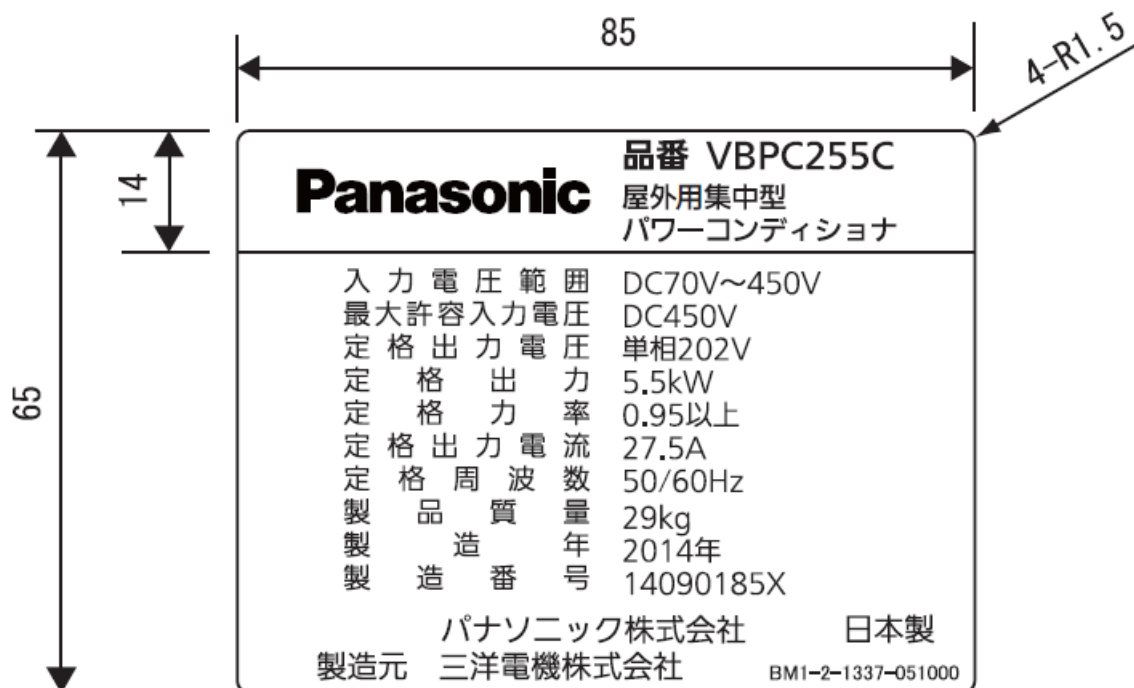 85
4-R1.5
14
65
Panasonic
品番 VBPC255C
屋外用集中型
パワーコンディショナ
入力電圧範囲 DC70V～450V
最大許容入力電圧 DC450V
定格出力電圧 単相202V
定格出力 5.5kW
定格力率 0.95以上
定格出力電流 27.5A
定格周波数 50/60Hz
製品質量 29kg
製造年 2014年
製造番号 14090185X
パナソニック株式会社 日本製
製造元 三洋電機株式会社 BM1-2-1337-051000